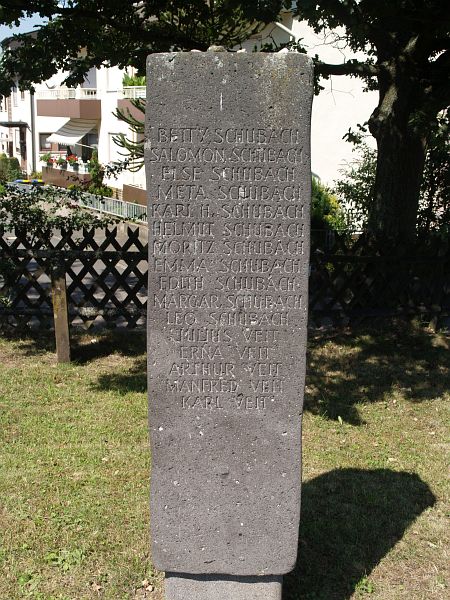 BETTY SCHUBACH
SALOMON SCHUBACH
ELSE SCHUBACH
META SCHUBACH
KARL H. SCHUBACH
HELMUT SCHUBACH
MORITZ SCHUBACH
EMMA SCHUBACH
EDITH SCHUBACH
MARGAR. SCHUBACH
LEO SCHUBACH
JULIUS VEIT
ERNA VEIT
ARTHUR VEIT
MANFRED VEIT
KARL VEIT